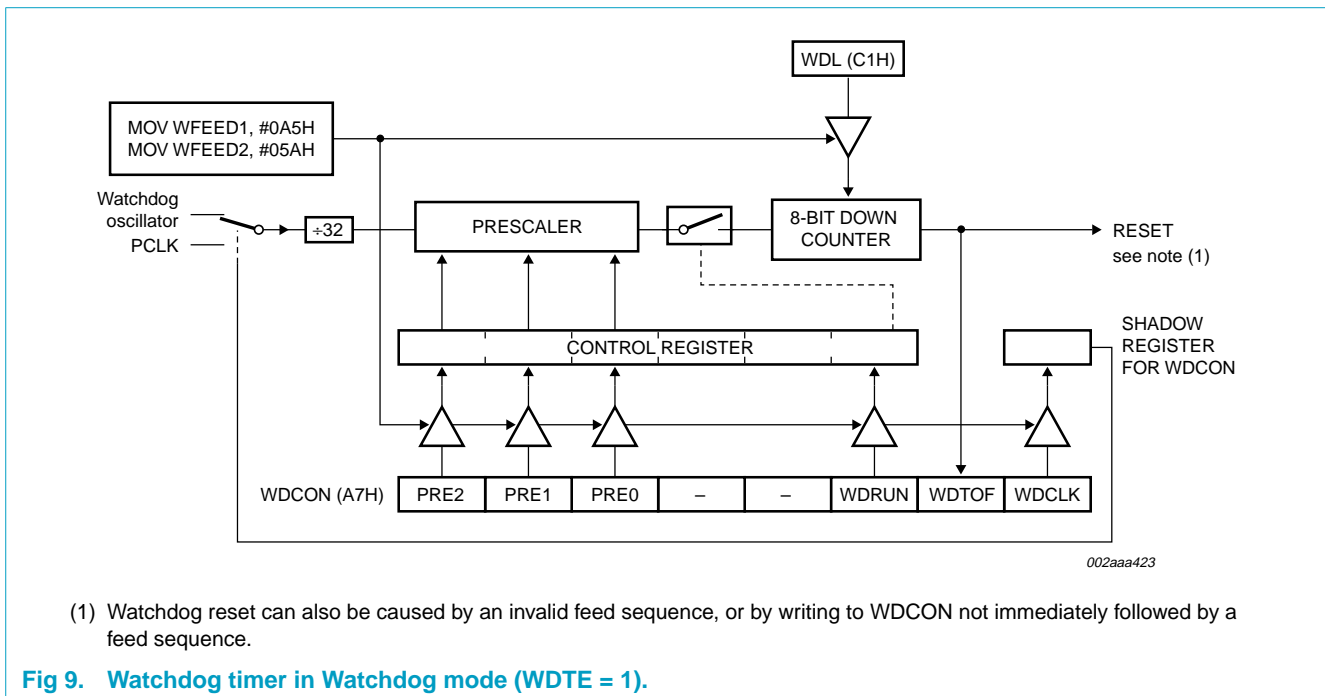 WDL (C1H)
MOV WFEED1, #0A5H
MOV WFEED2, #05AH
Watchdog
oscillator
PCLK
÷32
PRESCALER
8-BIT DOWN
COUNTER
RESET
see note (1)
CONTROL REGISTER
SHADOW
REGISTER
FOR WDCON
WDCON (A7H)
PRE2
PRE1
PRE0
–
–
WDRUN
WDTOF
WDCLK
002aaa423
(1) Watchdog reset can also be caused by an invalid feed sequence, or by writing to WDCON not immediately followed by a
feed sequence.
Fig 9. Watchdog timer in Watchdog mode (WDTE = 1).